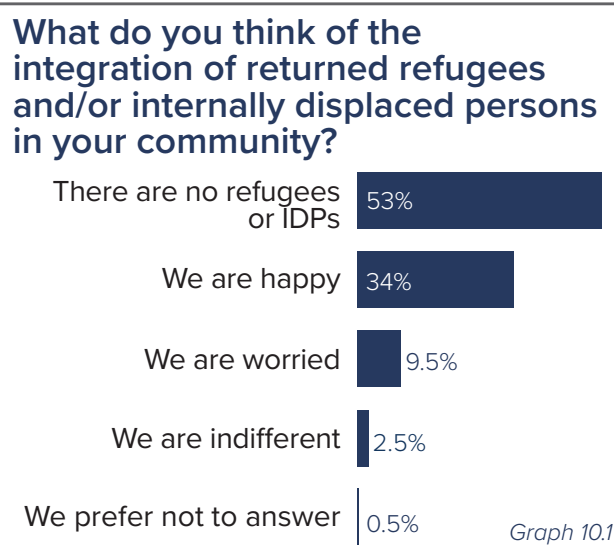 What do you think of the
integration of returned refugees
and/or internally displaced persons
in your community?
There are no refugees
or IDPs
53%
We are happy
34%
We are worried
9.5%
We are indifferent
2.5%
We prefer not to answer
0.5%
Graph 10.1